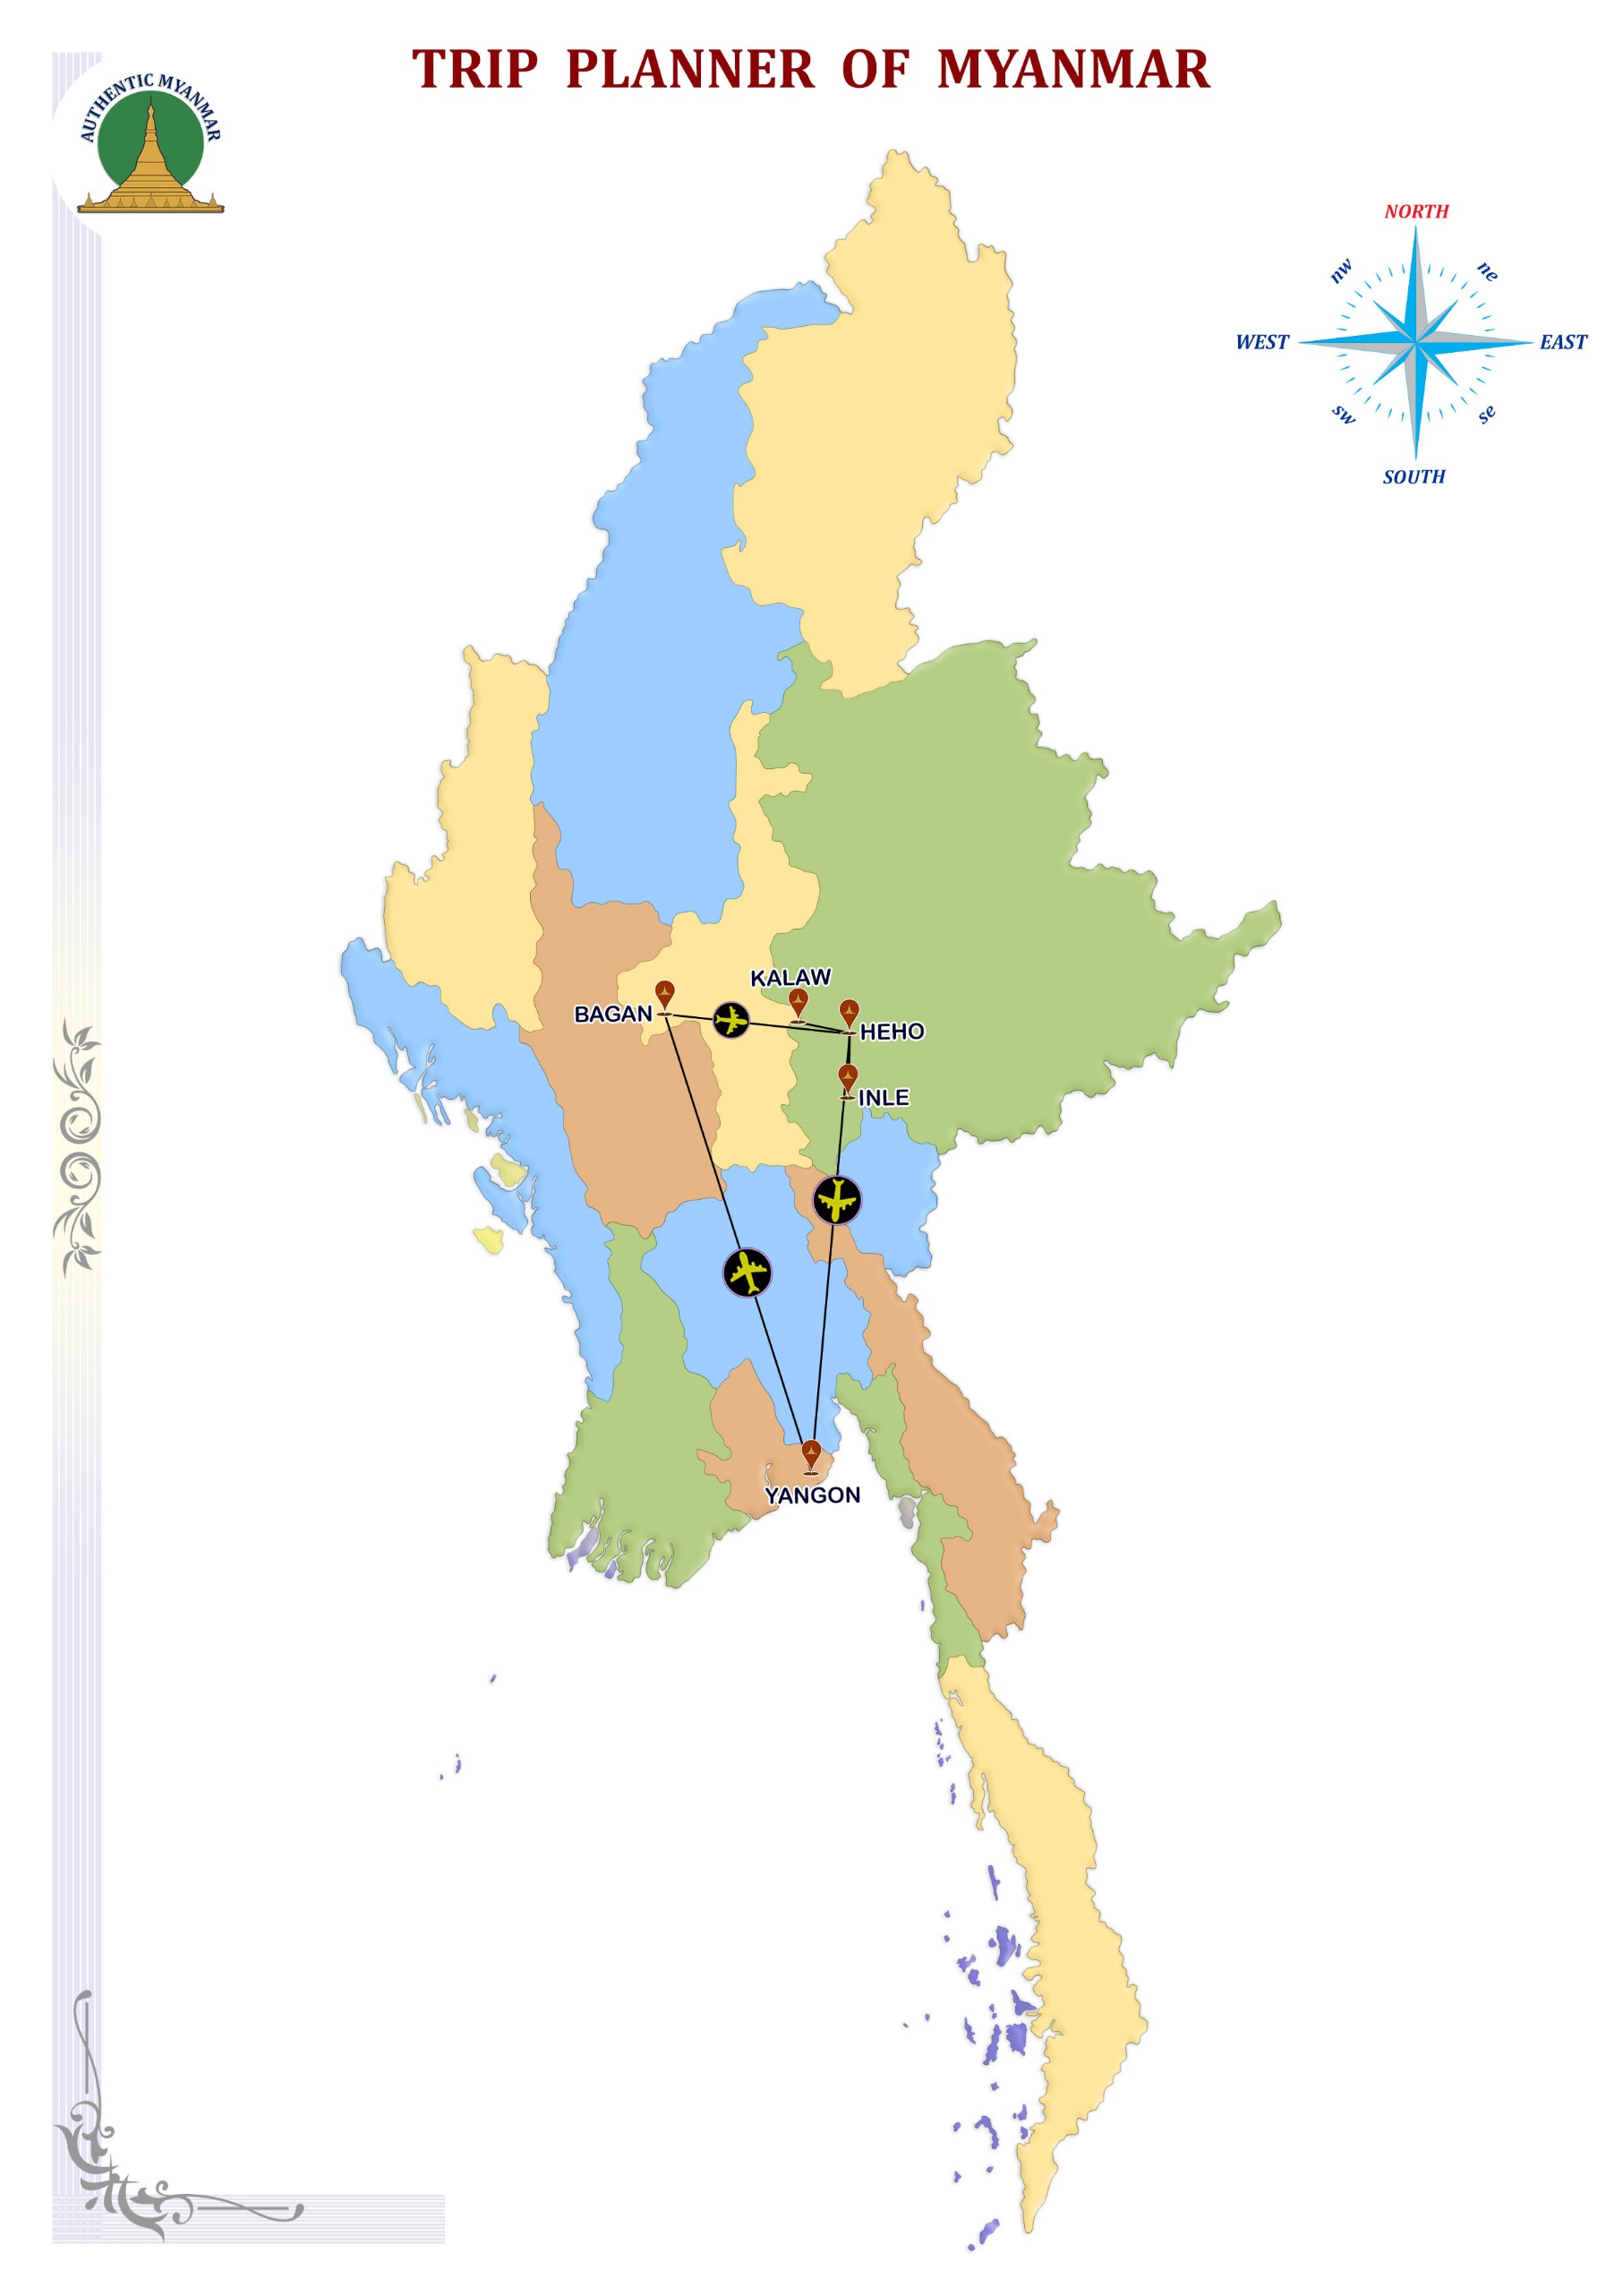 TRIP PLANNER OF MYANMAR
AUTHENTIC MYANMAR
NORTH
nw
ne
WEST
EAST
sw
se
SOUTH
KALAW
BAGAN
HEHO
INLE
YANGON